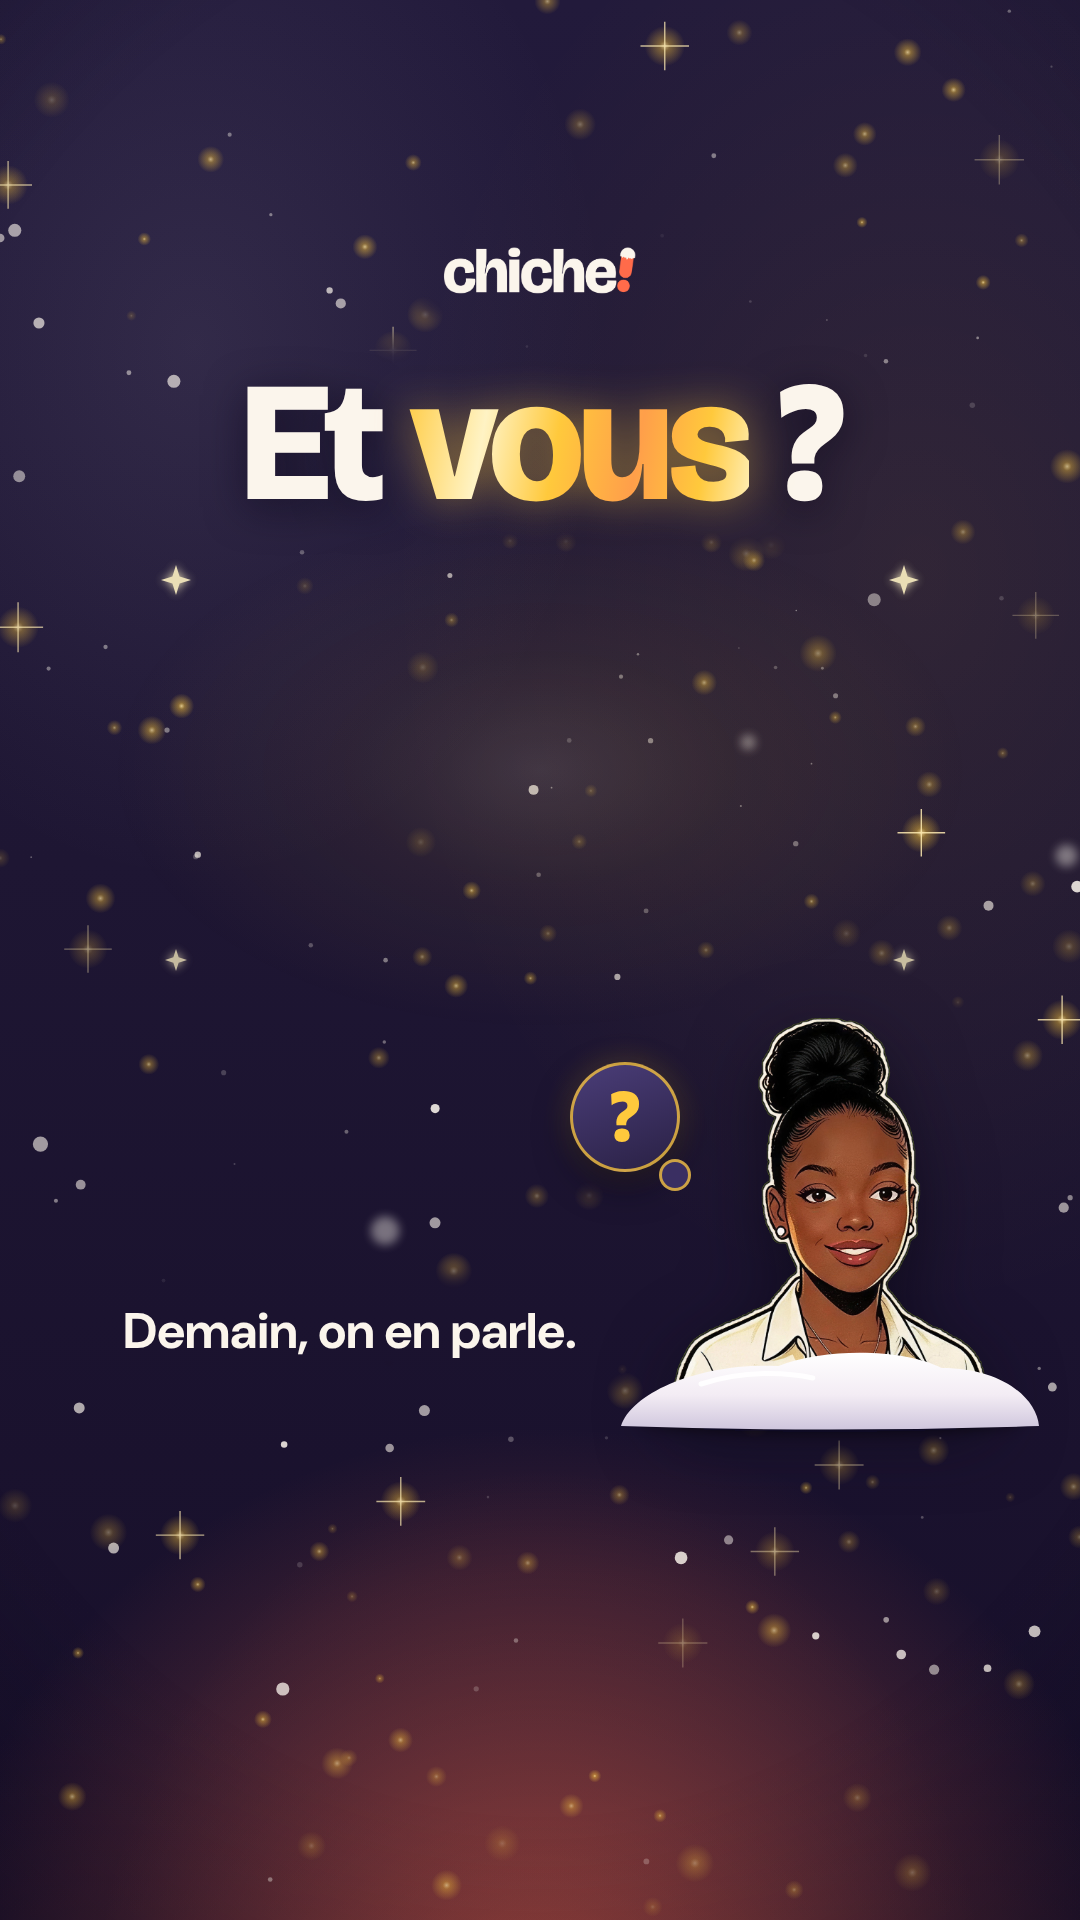 chiche!
Et vous ?
?
Demain, on en parle.